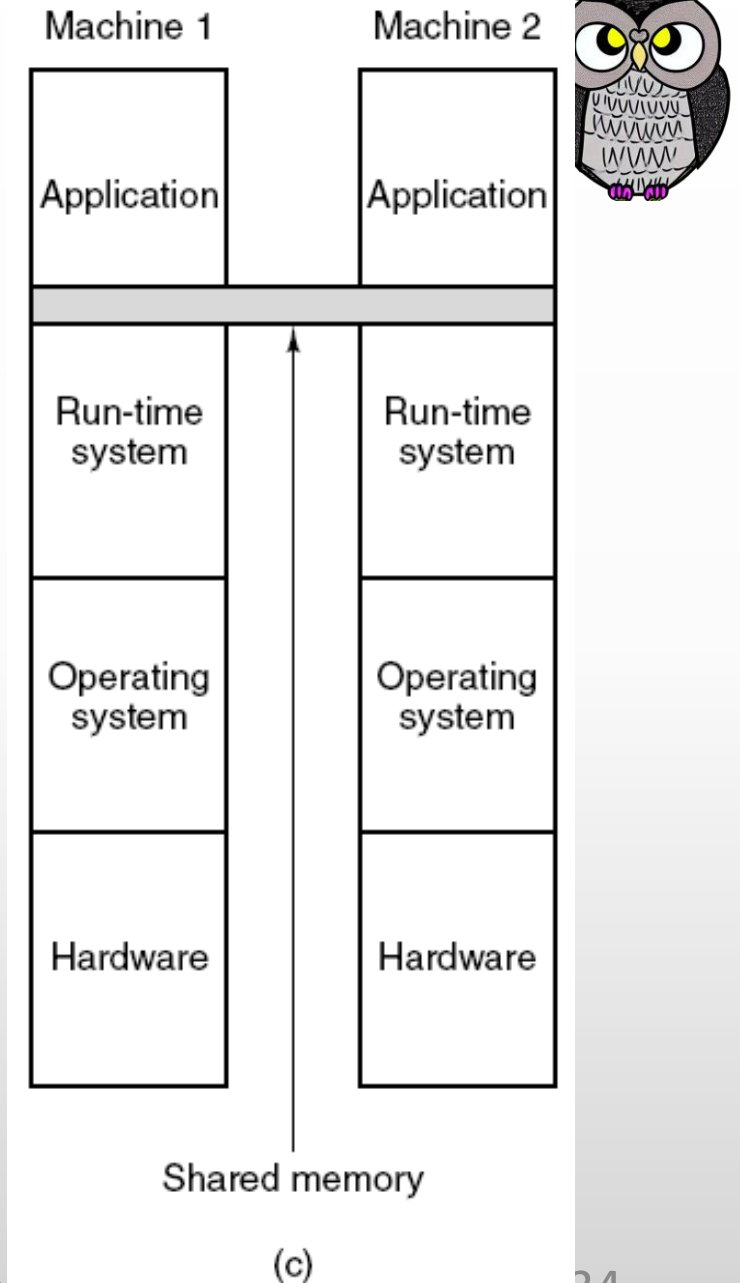 Machine 1 Machine 2
Application Application
Run-time Run-time
system system
Operating Operating
system system
Hardware Hardware
Shared memory
(c)